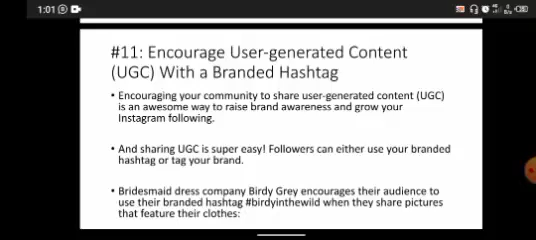 1:01
#11: Encourage User-generated Content
(UGC) With a Branded Hashtag
• Encouraging your community to share user-generated content (UGC)
is an awesome way to raise brand awareness and grow your
Instagram following.
• And sharing UGC is super easy! Followers can either use your branded
hashtag or tag your brand.
• Bridesmaid dress company Birdy Grey encourages their audience to
use their branded hashtag #birdyinthewild when they share pictures
that feature their clothes: